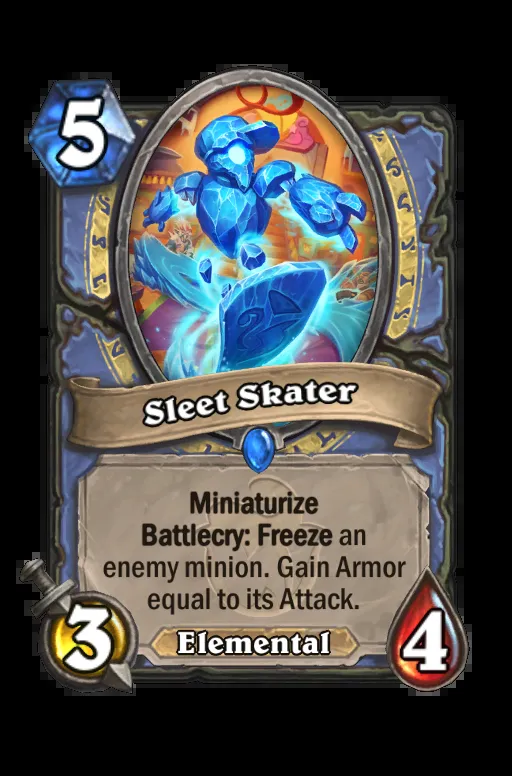 5
Sleet Skater
Miniaturize
Battlecry: Freeze an
enemy minion. Gain Armor
equal to its Attack.
3
Elemental
4